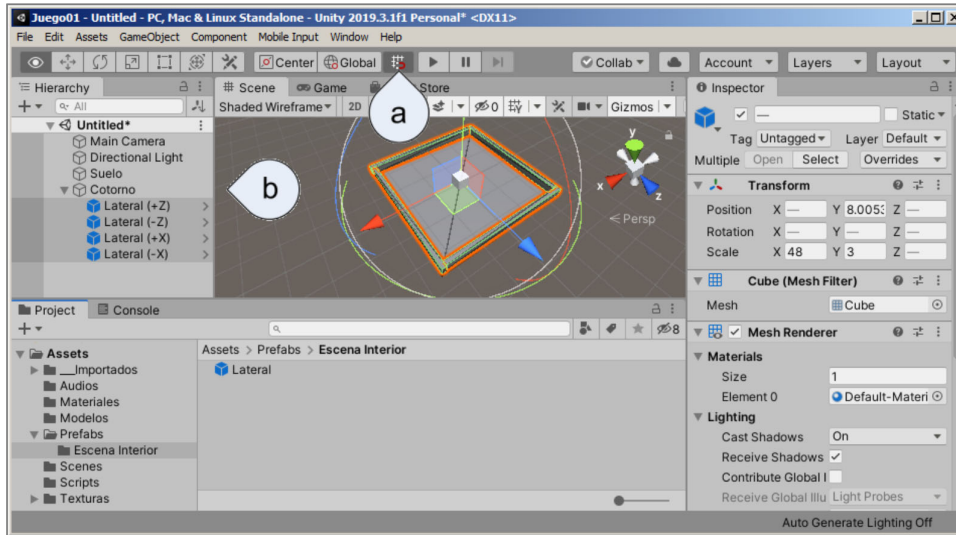 Juego01 - Untitled - PC, Mac & Linux Standalone - Unity 2019.3.1f1 Personal* <DX11>
File Edit Assets GameObject Component Mobile Input Window Help
Center Global Collab Account Layers Layout
Hierarchy
All
Untitled*
Main Camera
Directional Light
Suelo
Cotorno
Lateral (+Z)
Lateral (-Z)
Lateral (+X)
Lateral (-X)
# Scene Game Store
Shaded Wireframe 2D 0 Gizmos
a
b
y
x
z
Persp
Inspector
— Static
Tag Untagged Layer Default
Multiple Open Select Overrides
Transform
Position X — Y 8.0053 Z —
Rotation X — Y — Z —
Scale X 48 Y 3 Z —
Cube (Mesh Filter)
Mesh Cube
Mesh Renderer
Materials
Size 1
Element 0 Default-Materi
Lighting
Cast Shadows On
Receive Shadows
Contribute Global I
Receive Global Illu Light Probes
Project Console
8
Assets
__Importados
Audios
Materiales
Modelos
Prefabs
Escena Interior
Scenes
Scripts
Texturas
Assets > Prefabs > Escena Interior
Lateral
Auto Generate Lighting Off